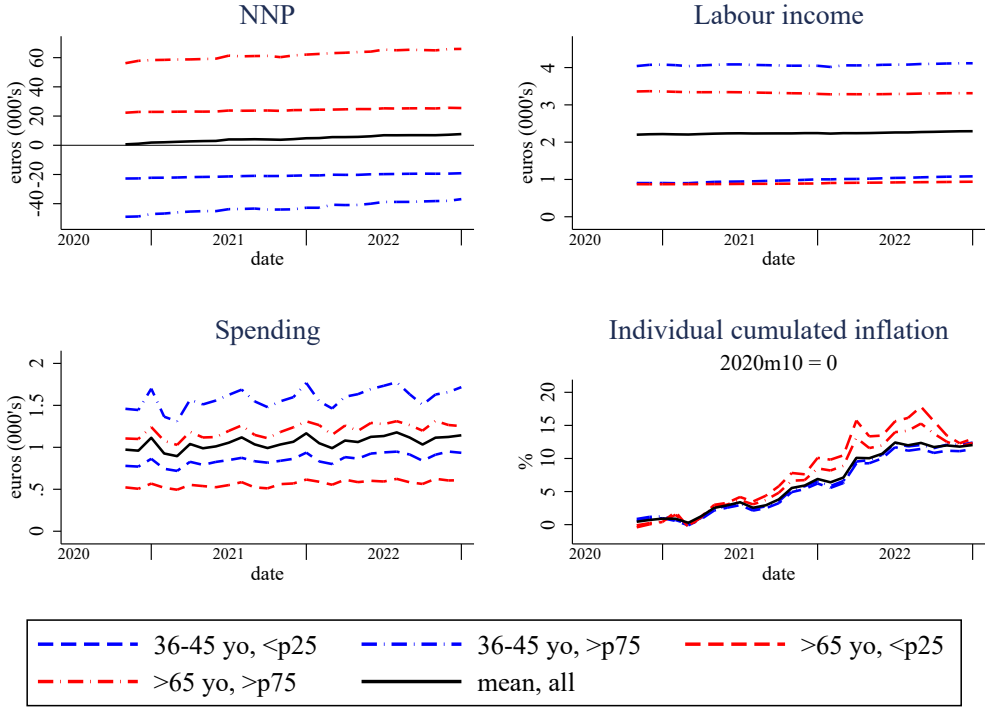 NNP
euros (000's)
60
40
20
0
-20
-40
2020
2021
2022
date
Labour income
euros (000's)
4
3
2
1
0
2020
2021
2022
date
Spending
euros (000's)
2
1.5
1
.5
0
2020
2021
2022
date
Individual cumulated inflation
2020m10 = 0
%
20
15
10
5
0
2020
2021
2022
date
36-45 yo, <p25
36-45 yo, >p75
>65 yo, <p25
>65 yo, >p75
mean, all